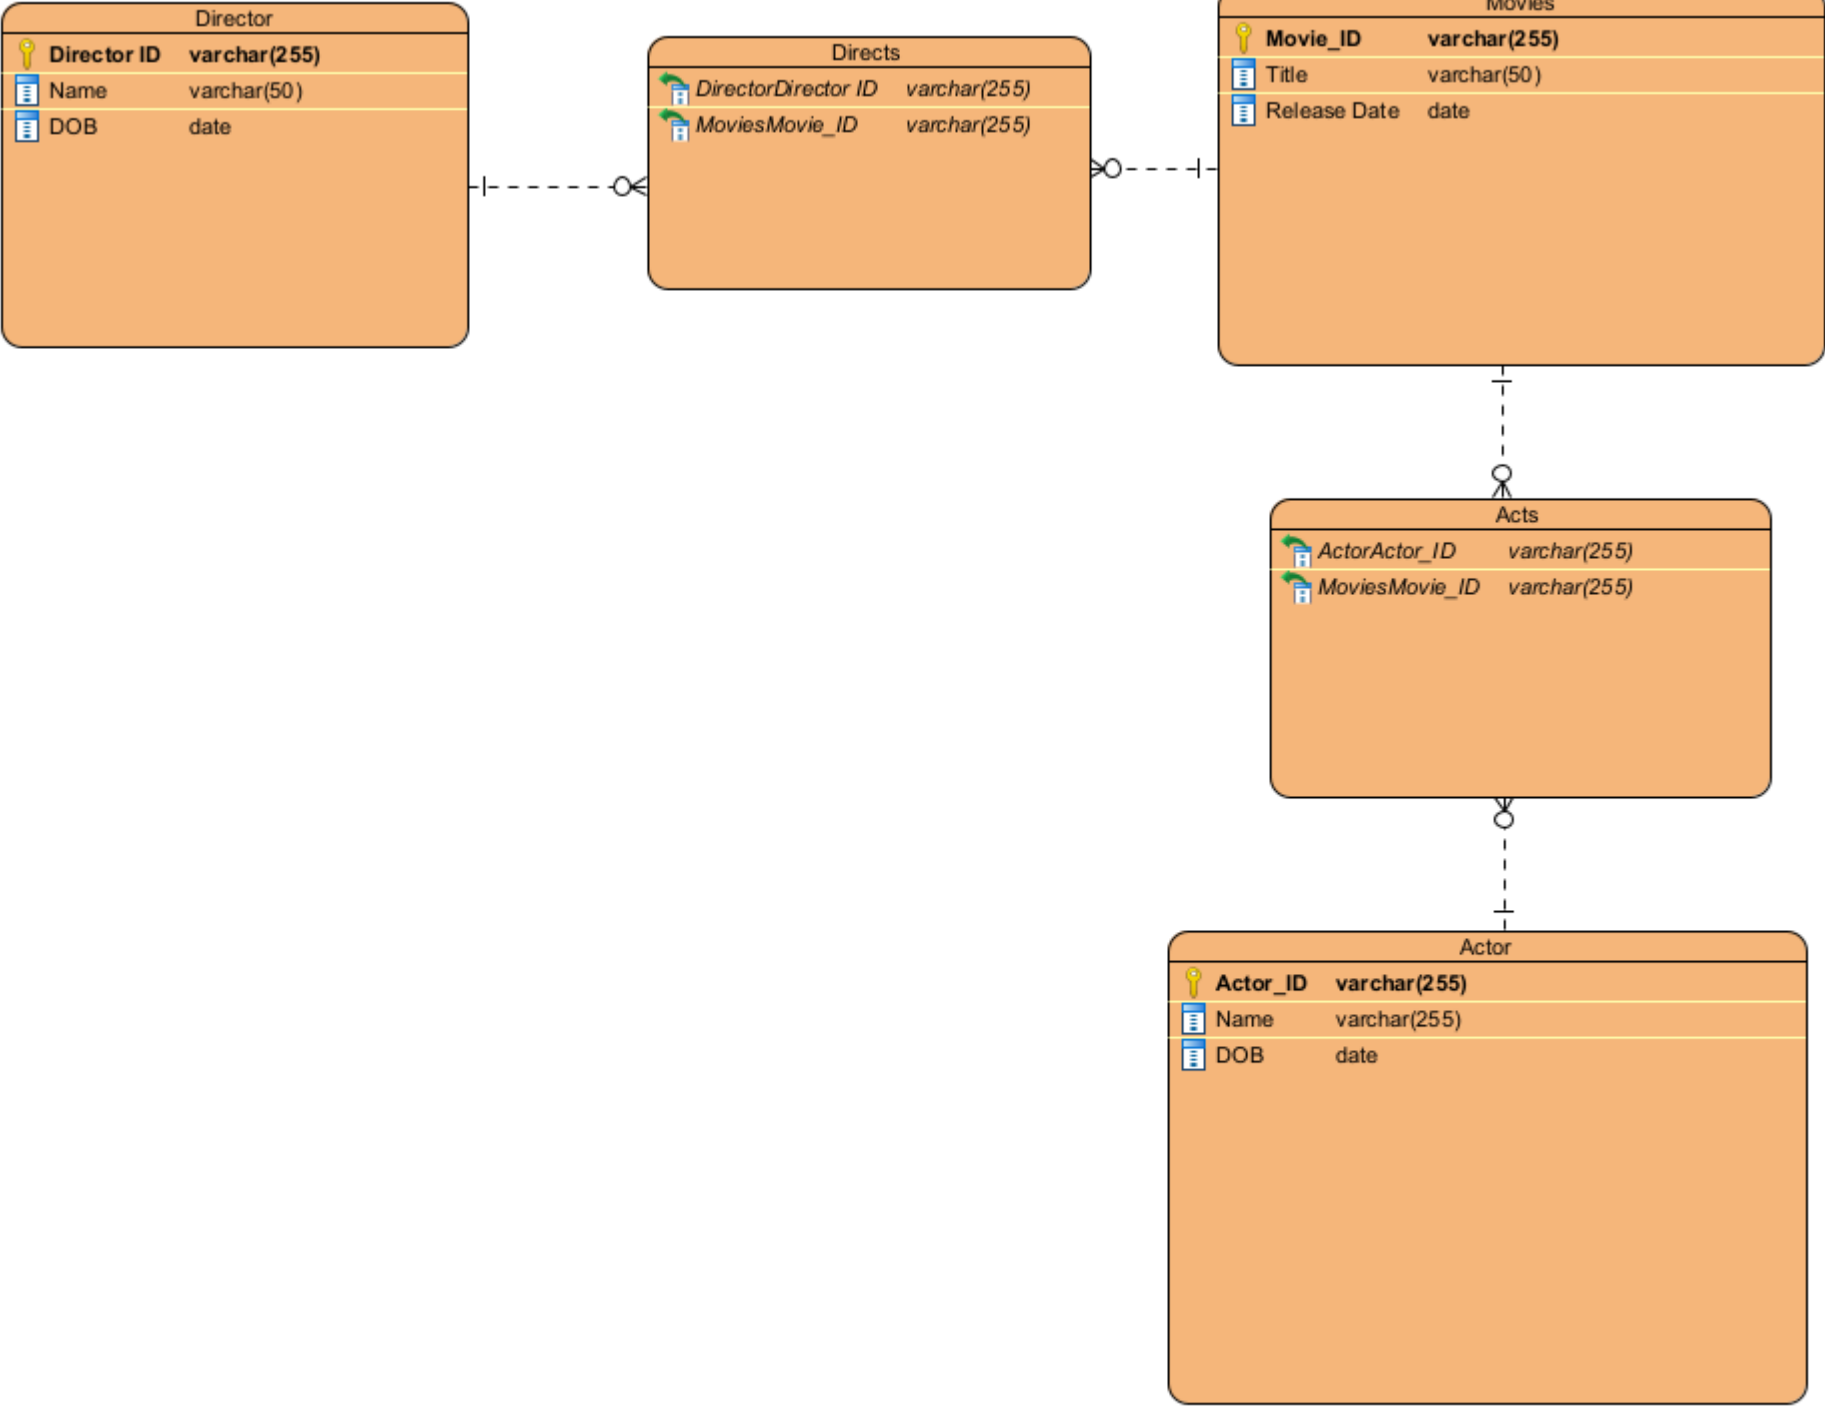 Director
Director ID varchar(255)
Name varchar(50)
DOB date
Directs
DirectorDirector ID varchar(255)
MoviesMovie_ID varchar(255)
Movies
Movie_ID varchar(255)
Title varchar(50)
Release Date date
Acts
ActorActor_ID varchar(255)
MoviesMovie_ID varchar(255)
Actor
Actor_ID varchar(255)
Name varchar(255)
DOB date